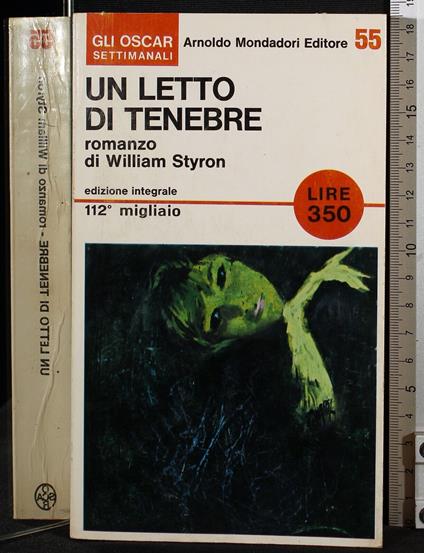 GLI OSCAR
SETTIMANALI
Arnoldo Mondadori Editore 55
UN LETTO
DI TENEBRE
romanzo
di William Styron
edizione integrale
LIRE
350
112° migliaio
55
UN LETTO DI TENEBRE - romanzo di William Styron